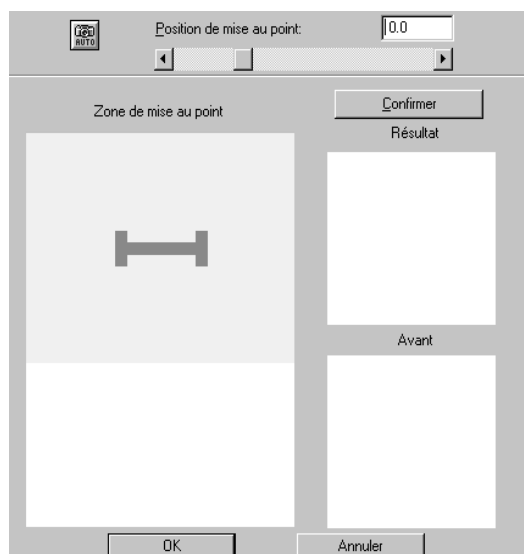 AUTO
Position de mise au point:
0.0
Zone de mise au point
Confirmer
Résultat
Avant
OK
Annuler